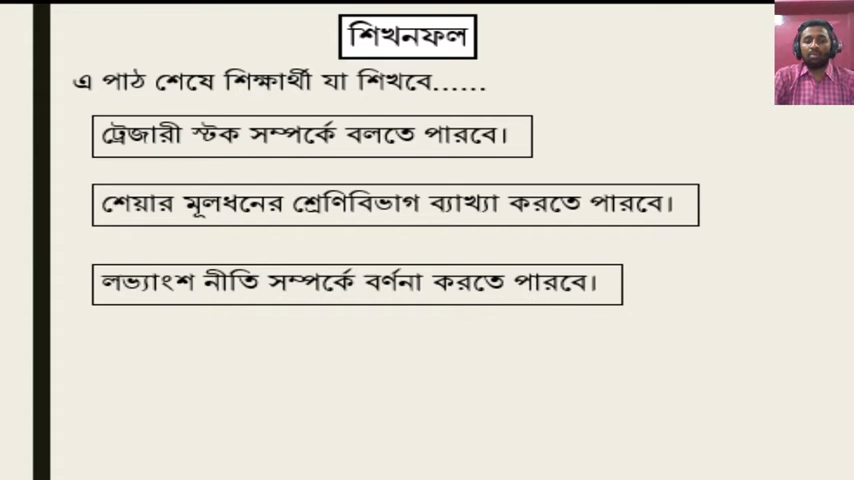 শিখনফল
এ পাঠ শেষে শিক্ষার্থী যা শিখবে......
ট্রেজারী স্টক সম্পর্কে বলতে পারবে।
শেয়ার মূলধনের শ্রেণিবিভাগ ব্যাখ্যা করতে পারবে।
লভ্যাংশ নীতি সম্পর্কে বর্ণনা করতে পারবে।